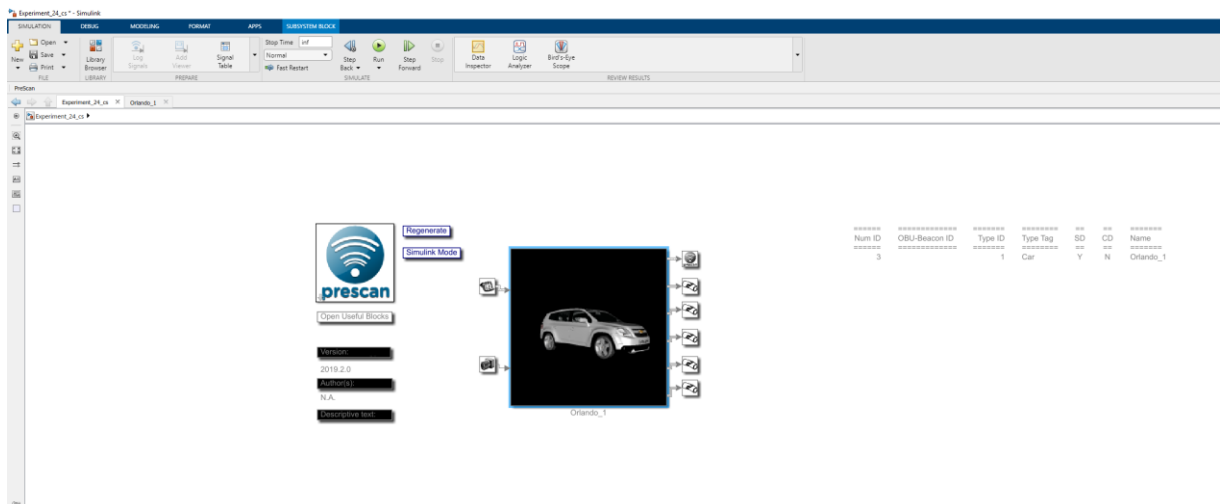 Experiment_24_cs * - Simulink
SIMULATION DEBUG MODELING FORMAT APPS SUBSYSTEM BLOCK
New
Open
Save
Print
FILE
Library Browser
LIBRARY
Log Signals
Add Viewer
Signal Table
PREPARE
Stop Time inf
Normal
Fast Restart
Step Back
Run
Step Forward
Stop
SIMULATE
Data Inspector
Logic Analyzer
Bird's-Eye Scope
REVIEW RESULTS
PreScan
Experiment_24_cs Orlando_1
Experiment_24_cs
prescan
Regenerate
Simulink Mode
Open Useful Blocks
Version:
2019.2.0
Author(s):
N.A.
Descriptive text:
Orlando_1
====== ============= ======= ======== == == =======
Num ID OBU-Beacon ID Type ID Type Tag SD CD Name
====== ============= ======= ======== == == =======
3 1 Car Y N Orlando_1